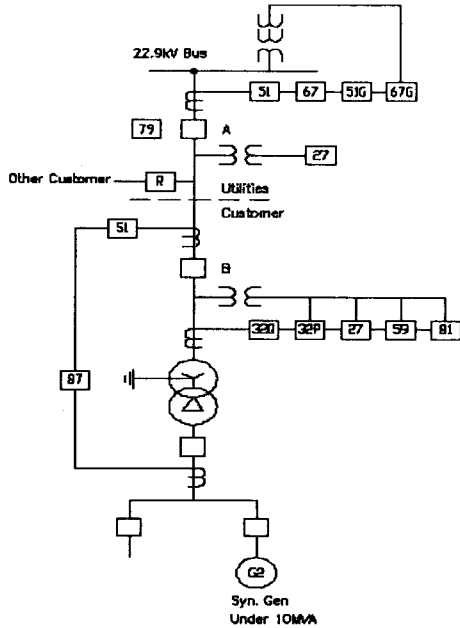 22.9kV Bus
51 67 51G 67G
79 A
27
Other Customer R
Utilities
Customer
51
B
32Q 32P 27 59 81
87
G2
Syn. Gen
Under 10MVA